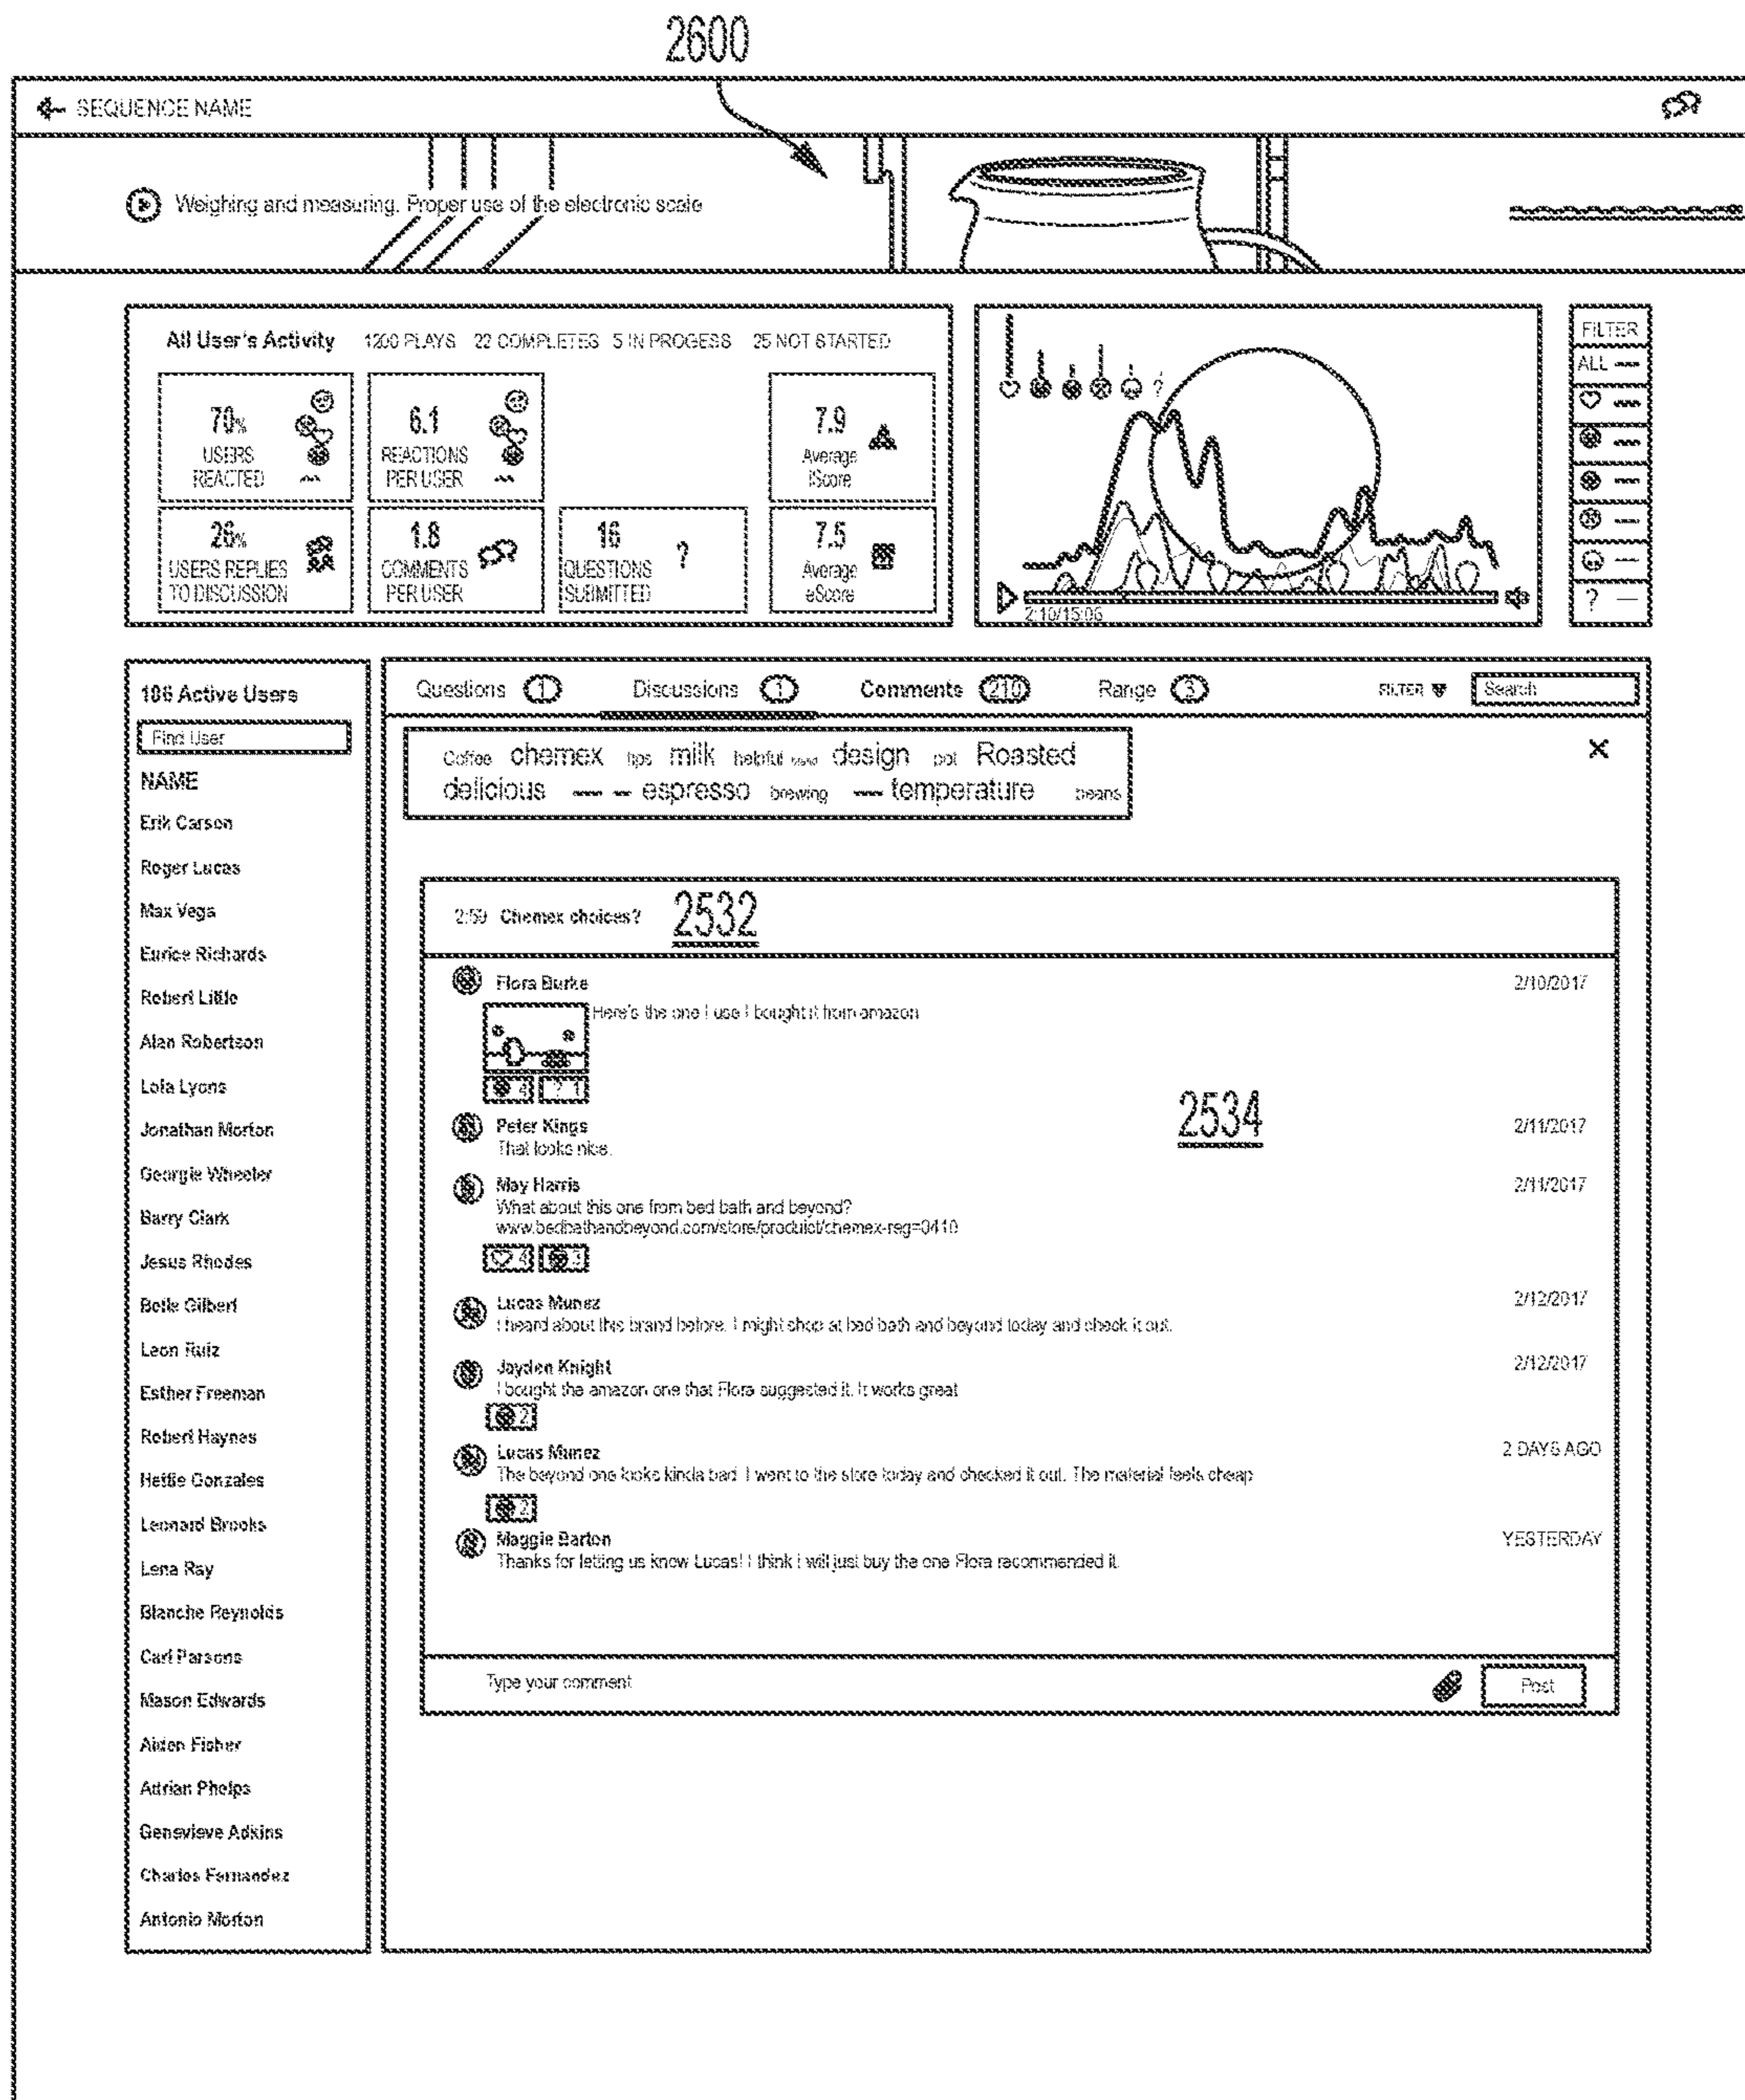 2600
SEQUENCE NAME
Weighing and measuring. Proper use of the electronic scale
All User's Activity 1200 PLAYS 22 COMPLETES 5 IN PROGESS 25 NOT STARTED
70%
USERS
REACTED
6.1
REACTIONS
PER USER
7.9
Average
iScore
26%
USERS REPLIES
TO DISCUSSION
1.8
COMMENTS
PER USER
16
QUESTIONS
SUBMITTED
?
7.5
Average
eScore
?
2:10/15:06
FILTER
ALL
?
106 Active Users
Find User
NAME
Erik Carson
Roger Lucas
Max Vega
Eunice Richards
Robert Little
Alan Robertson
Lola Lyons
Jonathan Morton
Georgie Wheeler
Barry Clark
Jesus Rhodes
Belle Gilbert
Leon Ruiz
Esther Freeman
Robert Haynes
Hettie Gonzales
Leonard Brooks
Lena Ray
Blanche Reynolds
Carl Parsons
Mason Edwards
Aiden Fisher
Adrian Phelps
Genevieve Adkins
Charles Fernandez
Antonio Morton
Questions 1 Discussions 1 Comments 210 Range 3 FILTER Search
Coffee chemex tips milk helpful design pot Roasted
delicious espresso brewing temperature beans
2:59 Chemex choices? 2532
Flora Burke 2/10/2017
Here's the one I use I bought it from amazon
4 ? 1
2534
Peter Kings 2/11/2017
That looks nice.
May Harris 2/11/2017
What about this one from bed bath and beyond?
www.bedbathandbeyond.com/store/produict/chemex-reg=0410
4 3
Lucas Munez 2/12/2017
I heard about this brand before. I might shop at bed bath and beyond today and check it out.
Jayden Knight 2/12/2017
I bought the amazon one that Flora suggested it. It works great
2
Lucas Munez 2 DAYS AGO
The beyond one looks kinda bad I went to the store today and checked it out. The material feels cheap
2
Maggie Barton YESTERDAY
Thanks for letting us know Lucas! I think i will just buy the one Flora recommended it.
Type your comment Post